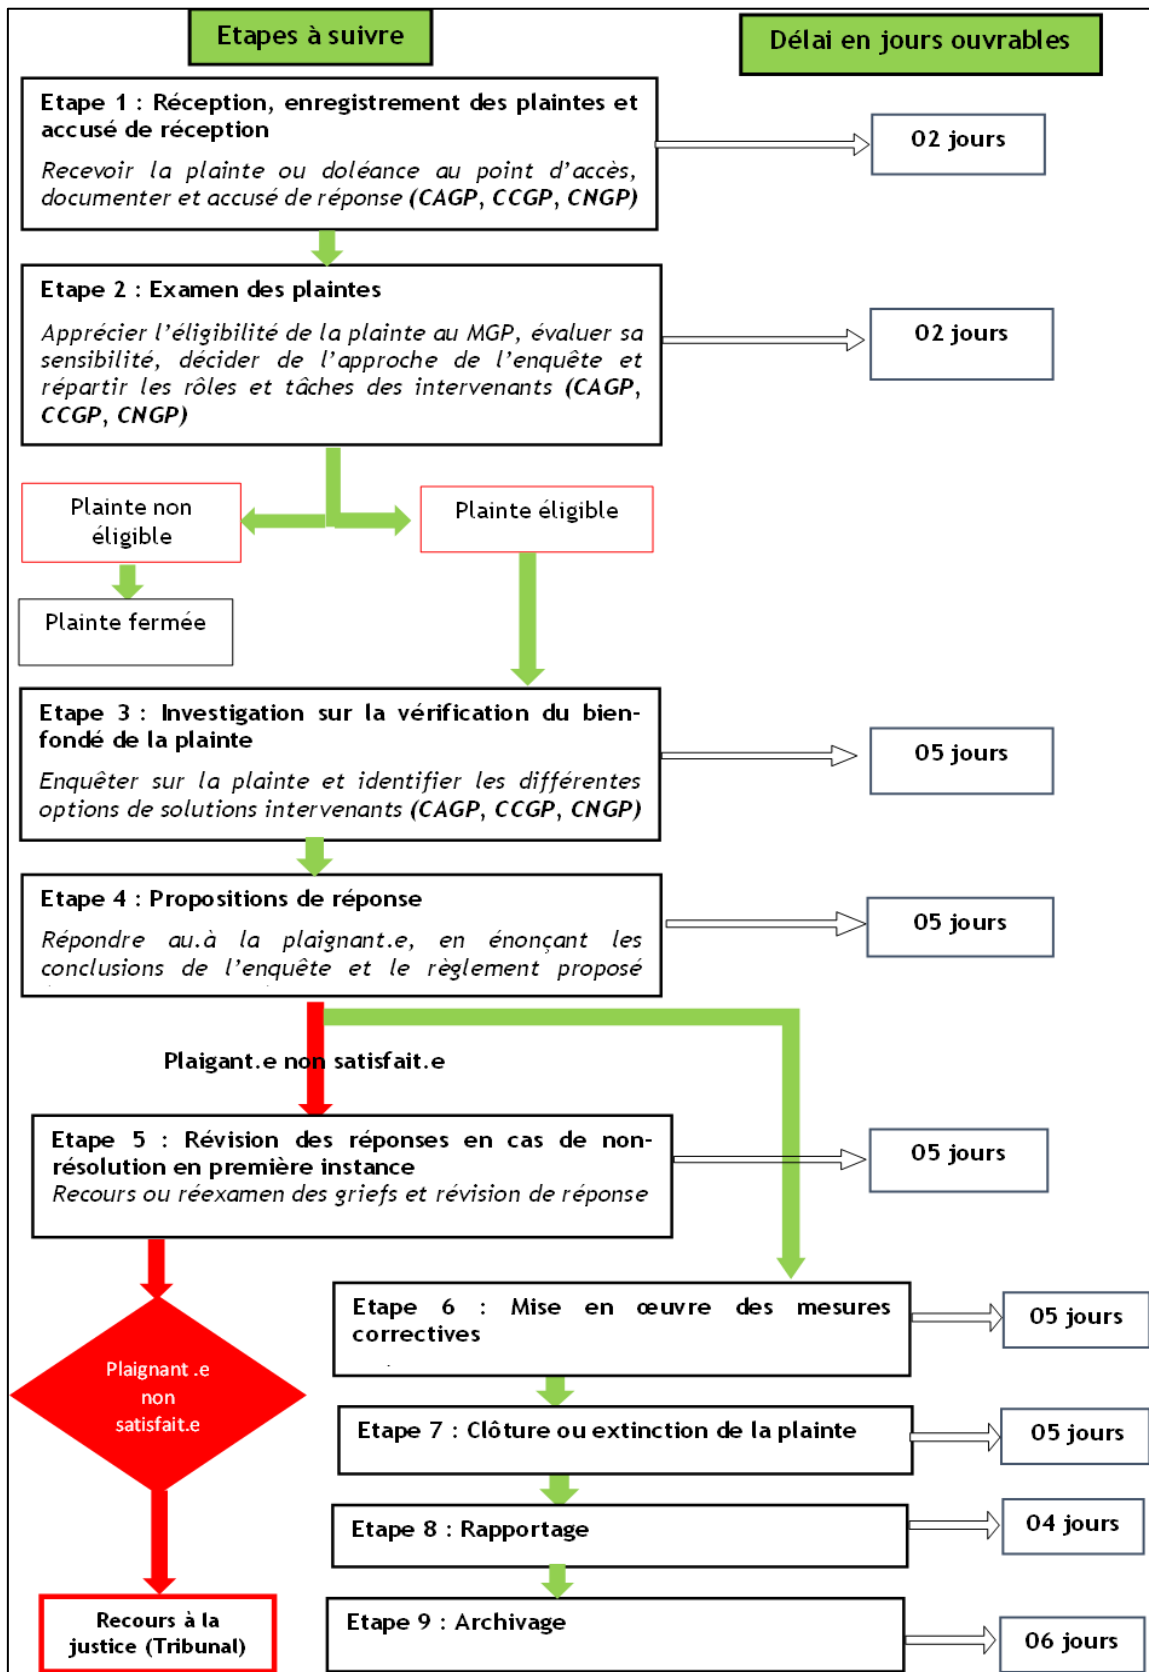 Etapes à suivre
Délai en jours ouvrables
Etape 1 : Réception, enregistrement des plaintes et
accusé de réception
Recevoir la plainte ou doléance au point d’accès,
documenter et accusé de réponse (CAGP, CCGP, CNGP)
02 jours
Etape 2 : Examen des plaintes
Apprécier l’éligibilité de la plainte au MGP, évaluer sa
sensibilité, décider de l’approche de l’enquête et
répartir les rôles et tâches des intervenants (CAGP,
CCGP, CNGP)
02 jours
Plainte non
éligible
Plainte éligible
Plainte fermée
Etape 3 : Investigation sur la vérification du bien-
fondé de la plainte
Enquêter sur la plainte et identifier les différentes
options de solutions intervenants (CAGP, CCGP, CNGP)
05 jours
Etape 4 : Propositions de réponse
Répondre au.à la plaignant.e, en énonçant les
conclusions de l’enquête et le règlement proposé
05 jours
Plaigant.e non satisfait.e
Etape 5 : Révision des réponses en cas de non-
résolution en première instance
Recours ou réexamen des griefs et révision de réponse
05 jours
Etape 6 : Mise en œuvre des mesures
correctives
05 jours
Plaignant .e
non
satisfait.e
Etape 7 : Clôture ou extinction de la plainte
05 jours
Etape 8 : Rapportage
04 jours
Etape 9 : Archivage
06 jours
Recours à la
justice (Tribunal)